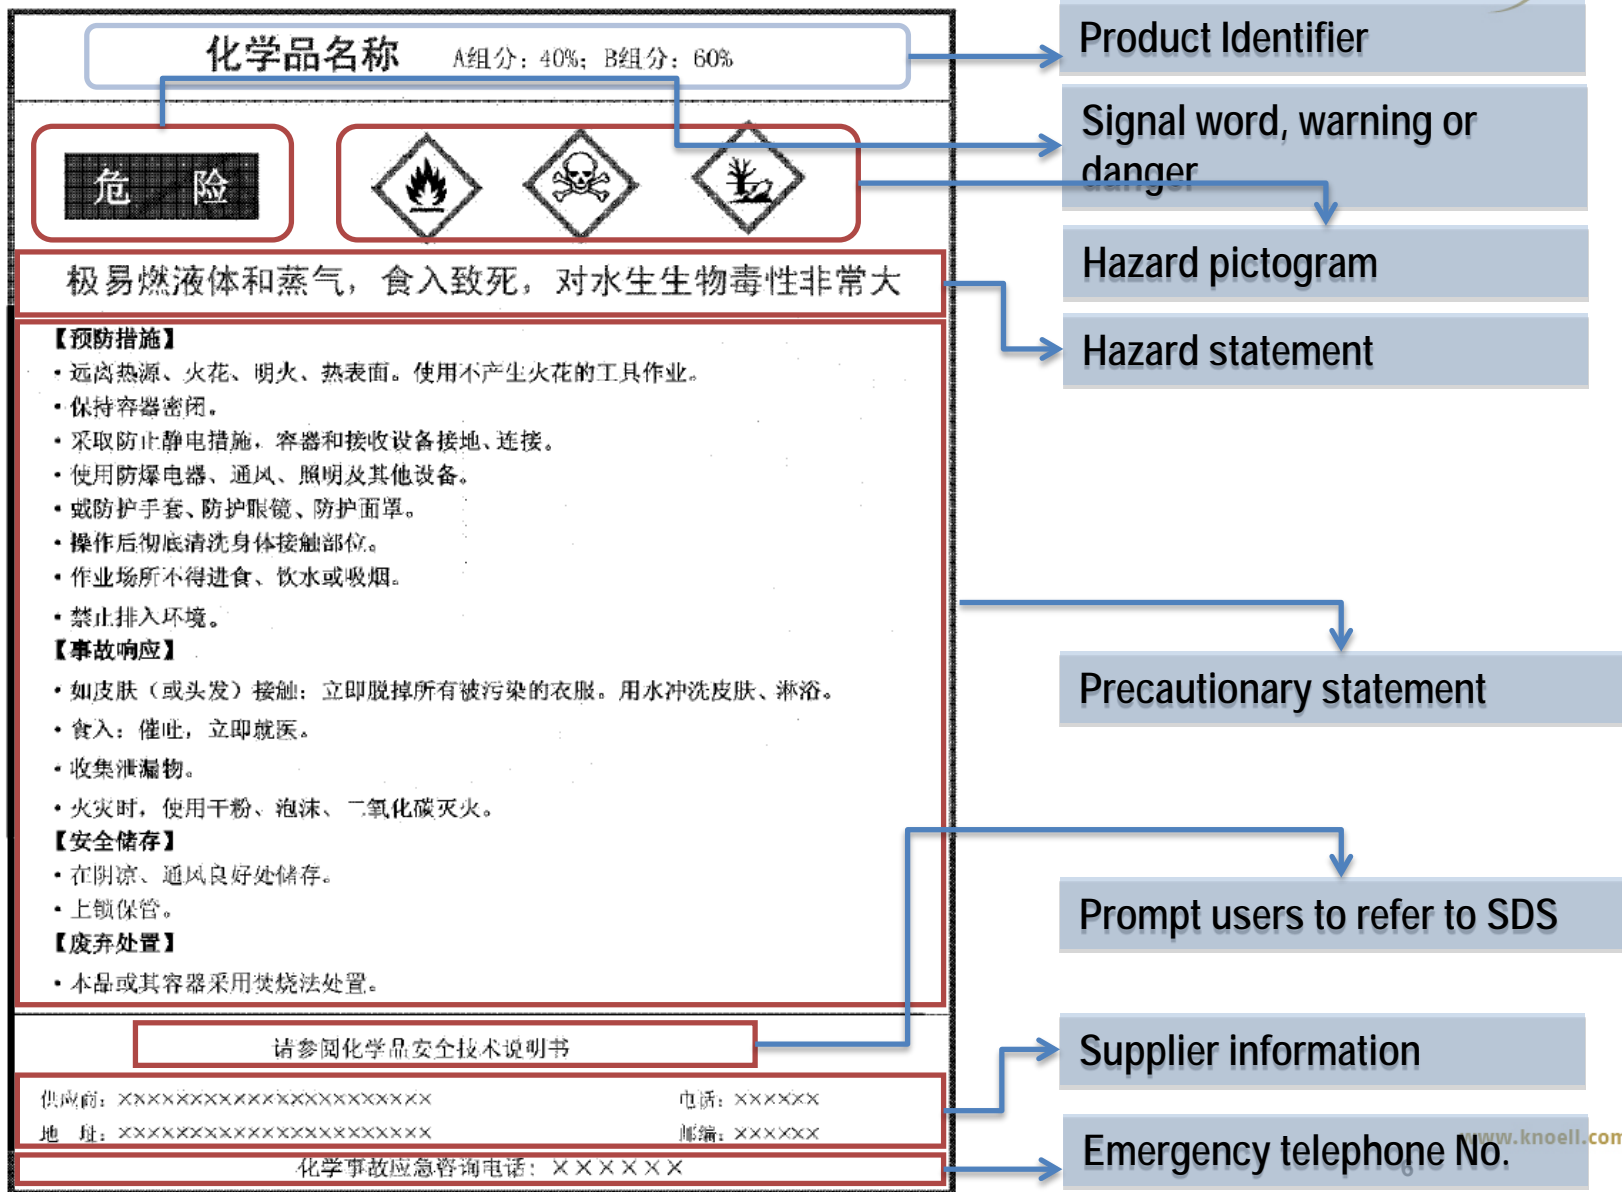 化学品名称 A组分：40%；B组分：60%
危 险
极易燃液体和蒸气，食入致死，对水生生物毒性非常大
【预防措施】
・远离热源、火花、明火、热表面。使用不产生火花的工具作业。
・保持容器密闭。
・采取防止静电措施，容器和接收设备接地、连接。
・使用防爆电器、通风、照明及其他设备。
・戴防护手套、防护眼镜、防护面罩。
・操作后彻底清洗身体接触部位。
・作业场所不得进食、饮水或吸烟。
・禁止排入环境。
【事故响应】
・如皮肤（或头发）接触：立即脱掉所有被污染的衣服。用水冲洗皮肤、淋浴。
・食入：催吐，立即就医。
・收集泄漏物。
・火灾时，使用干粉、泡沫、二氧化碳灭火。
【安全储存】
・在阴凉、通风良好处储存。
・上锁保管。
【废弃处置】
・本品或其容器采用焚烧法处置。
请参阅化学品安全技术说明书
供应商：×××××××××××××××××××××× 电话：××××××
地 址：×××××××××××××××××××××× 邮编：××××××
化学事故应急咨询电话：××××××
Product Identifier
Signal word, warning or
danger
Hazard pictogram
Hazard statement
Precautionary statement
Prompt users to refer to SDS
Supplier information
Emergency telephone No.
www.knoell.com
6